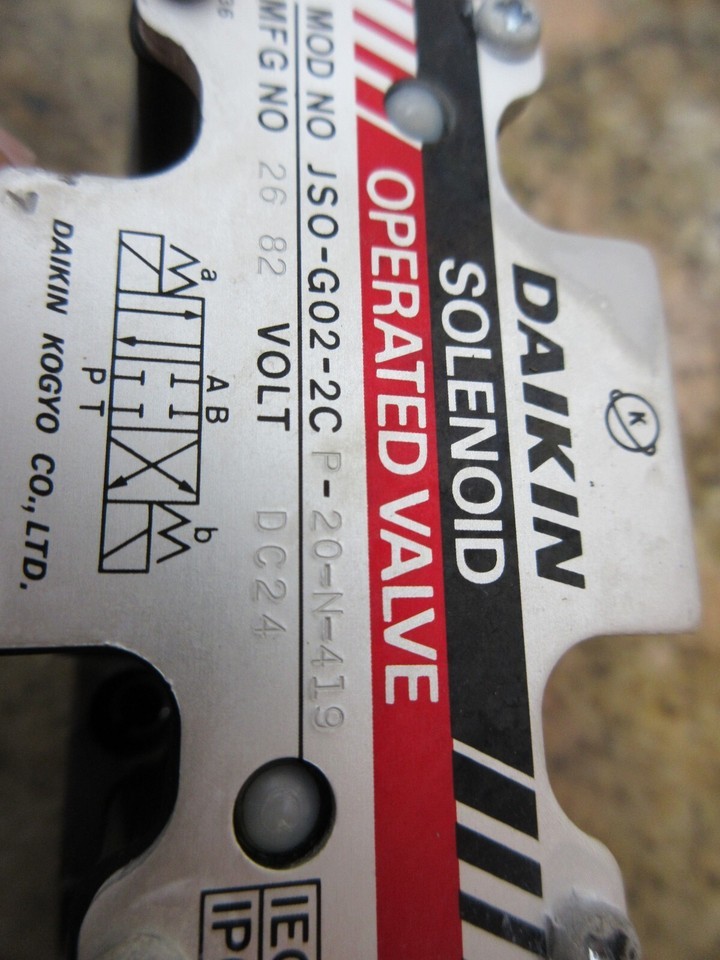 K
DAIKIN
SOLENOID
OPERATED VALVE
MOD NO JSO-G02-2CP-20-N-419
MFG NO 26 82 VOLT DC24
a A B b
P T
DAIKIN KOGYO CO., LTD.
IEC